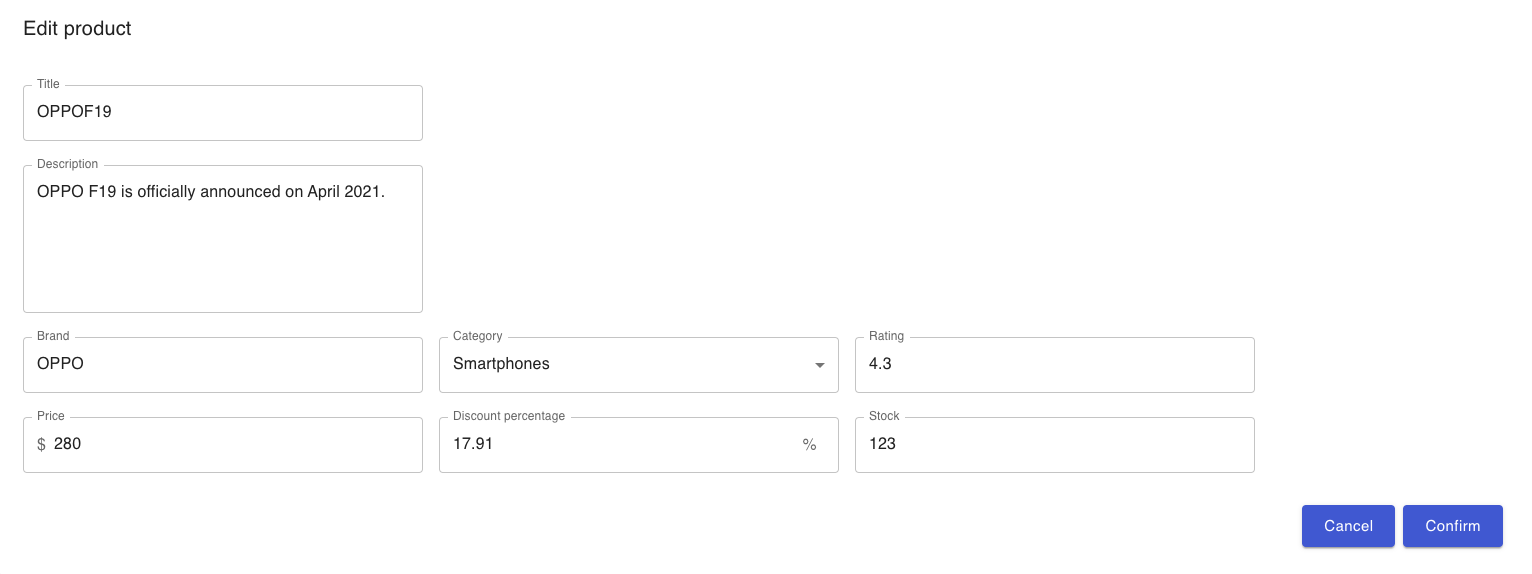 Edit product
Title
OPPOF19
Description
OPPO F19 is officially announced on April 2021.
Brand
OPPO
Category
Smartphones
Rating
4.3
Price
$ 280
Discount percentage
17.91 %
Stock
123
Cancel
Confirm